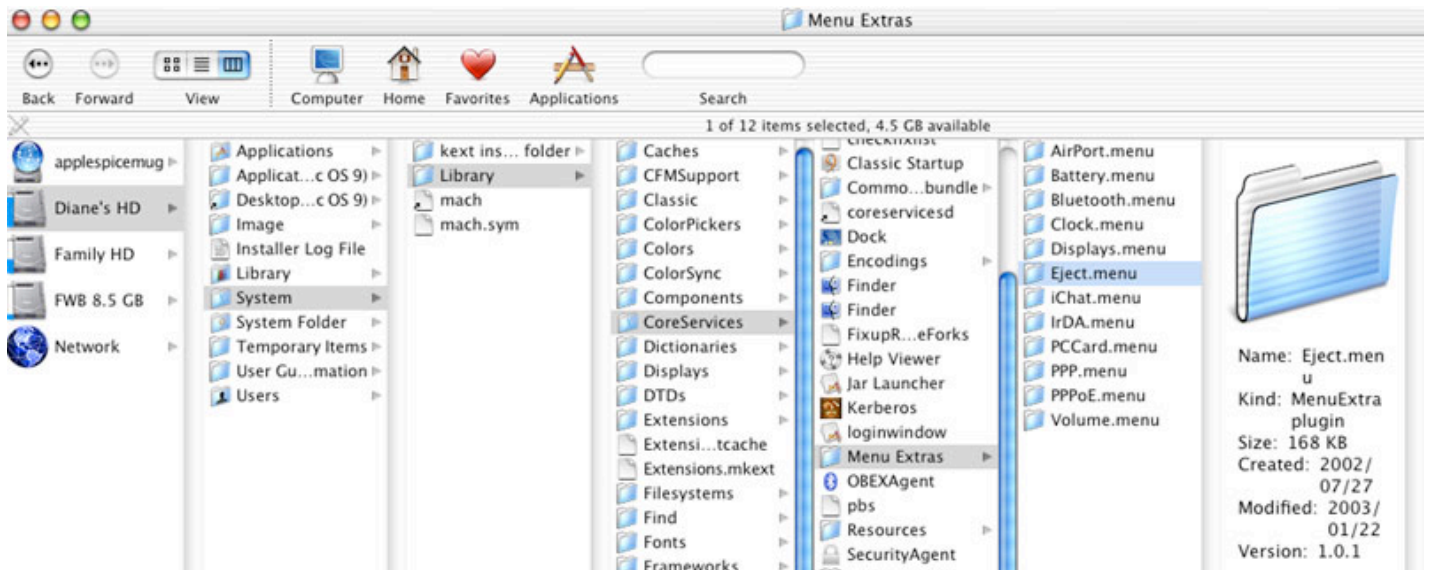 Menu Extras
Back
Forward
View
Computer
Home
Favorites
Applications
Search
1 of 12 items selected, 4.5 GB available
applespicemug
Diane's HD
Family HD
FWB 8.5 GB
Network
Applications
Applicat...c OS 9)
Desktop...c OS 9)
Image
Installer Log File
Library
System
System Folder
Temporary Items
User Gu...mation
Users
kext ins... folder
Library
mach
mach.sym
Caches
CFMSupport
Classic
ColorPickers
Colors
ColorSync
Components
CoreServices
Dictionaries
Displays
DTDs
Extensions
Extensi...tcache
Extensions.mkext
Filesystems
Find
Fonts
Frameworks
checkfixlist
Classic Startup
Commo...bundle
coreservicesd
Dock
Encodings
Finder
Finder
FixupR...eForks
Help Viewer
Jar Launcher
Kerberos
loginwindow
Menu Extras
OBEXAgent
pbs
Resources
SecurityAgent
AirPort.menu
Battery.menu
Bluetooth.menu
Clock.menu
Displays.menu
Eject.menu
iChat.menu
IrDA.menu
PCCard.menu
PPP.menu
PPPoE.menu
Volume.menu
Name: Eject.men
u
Kind: MenuExtra
plugin
Size: 168 KB
Created: 2002/
07/27
Modified: 2003/
01/22
Version: 1.0.1